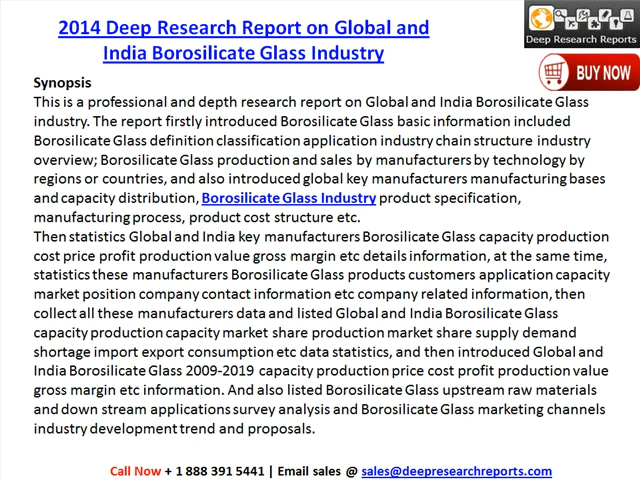 2014 Deep Research Report on Global and
India Borosilicate Glass Industry
Deep Research Reports
BUY NOW
Synopsis
This is a professional and depth research report on Global and India Borosilicate Glass
industry. The report firstly introduced Borosilicate Glass basic information included
Borosilicate Glass definition classification application industry chain structure industry
overview; Borosilicate Glass production and sales by manufacturers by technology by
regions or countries, and also introduced global key manufacturers manufacturing bases
and capacity distribution, Borosilicate Glass Industry product specification,
manufacturing process, product cost structure etc.
Then statistics Global and India key manufacturers Borosilicate Glass capacity production
cost price profit production value gross margin etc details information, at the same time,
statistics these manufacturers Borosilicate Glass products customers application capacity
market position company contact information etc company related information, then
collect all these manufacturers data and listed Global and India Borosilicate Glass
capacity production capacity market share production market share supply demand
shortage import export consumption etc data statistics, and then introduced Global and
India Borosilicate Glass 2009-2019 capacity production price cost profit production value
gross margin etc information. And also listed Borosilicate Glass upstream raw materials
and down stream applications survey analysis and Borosilicate Glass marketing channels
industry development trend and proposals.
Call Now + 1 888 391 5441 | Email sales @ sales@deepresearchreports.com